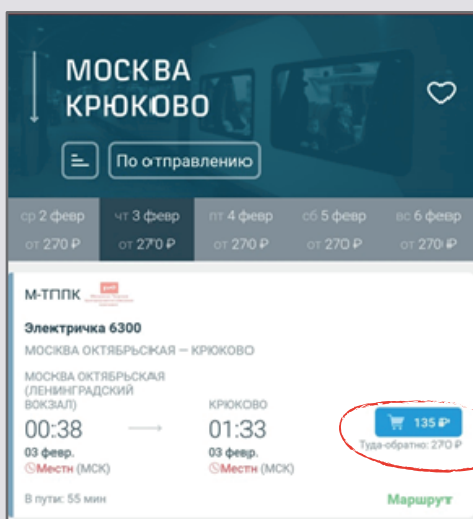 МОСКВА
КРЮКОВО
По отправлению
ср 2 февр чт 3 февр пт 4 февр сб 5 февр вс 6 февр
от 270 ₽ от 270 ₽ от 270 ₽ от 270 ₽ от 270 ₽
М-ТППК
Электричка 6300
МОСКВА ОКТЯБРЬСКАЯ — КРЮКОВО
МОСКВА ОКТЯБРЬСКАЯ
(ЛЕНИНГРАДСКИЙ
ВОКЗАЛ) КРЮКОВО
00:38 → 01:33 135 ₽
03 февр. 03 февр. Туда-обратно: 270 ₽
Местн (МСК) Местн (МСК)
В пути: 55 мин Маршрут